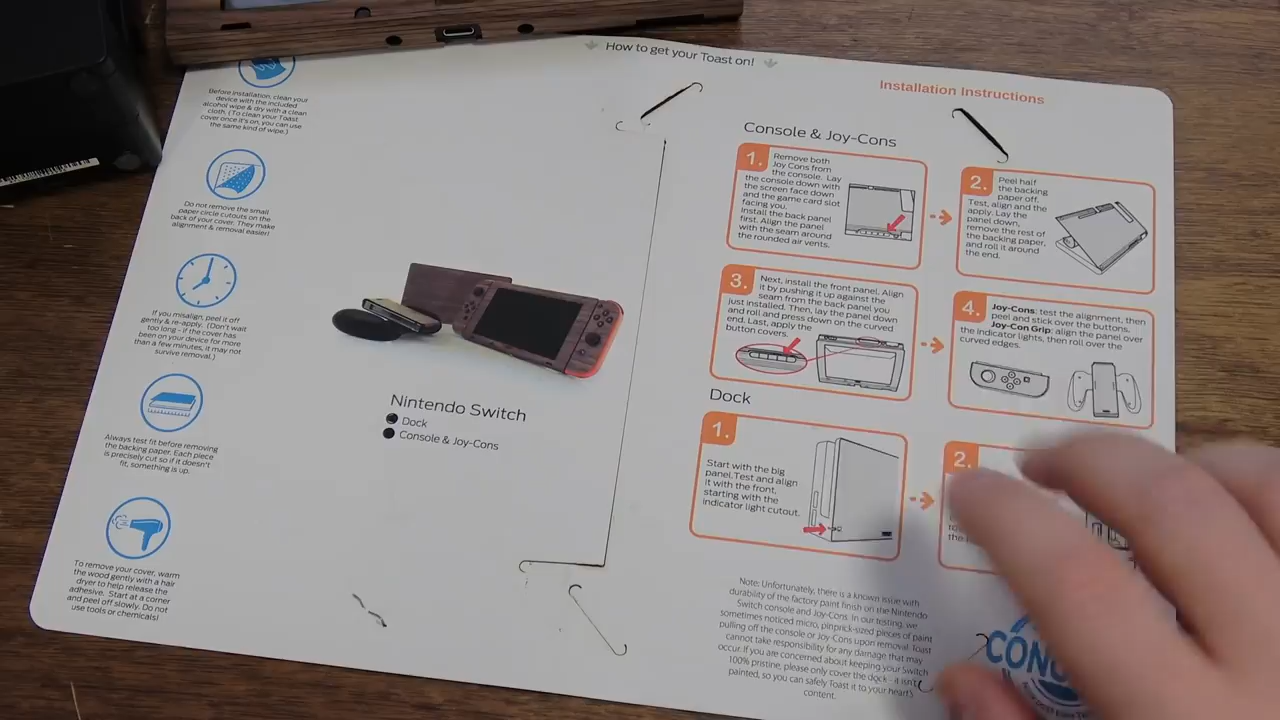 How to get your Toast on!
Before installation, clean your
device with the included
alcohol wipe & dry with a clean
cloth. (To clean your Toast
cover once it's on, you can use
the same kind of wipe.)
Do not remove the small
paper circle cutouts on the
back of your cover. They make
alignment & removal easier!
If you misalign, peel it off
gently & re-apply. (Don't wait
too long - if the cover has
been on your device for more
than a few minutes, it may not
survive removal.)
Always test fit before removing
the backing paper. Each piece
is precisely cut so if it doesn't
fit, something is up.
To remove your cover, warm
the wood gently with a hair
dryer to help release the
adhesive. Start at a corner
and peel off slowly. Do not
use tools or chemicals!
Nintendo Switch
Dock
Console & Joy-Cons
Installation Instructions
Console & Joy-Cons
1.
Remove both
Joy Cons from
the console. Lay
the console down with
the screen face down
and the game card slot
facing you.
Install the back panel
first. Align the panel
with the seam around
the rounded air vents.
2.
Peel half
the backing
paper off.
Test, align and
apply. Lay the
panel down,
remove the rest of
the backing paper,
and roll it around
the end.
3.
Next, install the front panel. Align
it by pushing it up against the
seam from the back panel you
just installed. Then, lay the panel down
and roll and press down on the curved
end. Last, apply the
button covers.
4.
Joy-Cons: test the alignment, then
peel and stick over the buttons.
Joy-Con Grip: align the panel over
the indicator lights, then roll over the
curved edges.
Dock
1.
Start with the big
panel. Test and align
it with the front,
starting with the
indicator light cutout.
2.
Note: Unfortunately, there is a known issue with
durability of the factory paint finish on the Nintendo
Switch console and Joy-Cons. In our testing, we
sometimes noticed micro, pinprick-sized pieces of paint
pulling off the console or Joy-Cons upon removal. Toast
cannot take responsibility for any damage that may
occur. If you are concerned about keeping your Switch
100% pristine, please only cover the dock - it isn't
painted, so you can safely Toast it to your heart's
content.